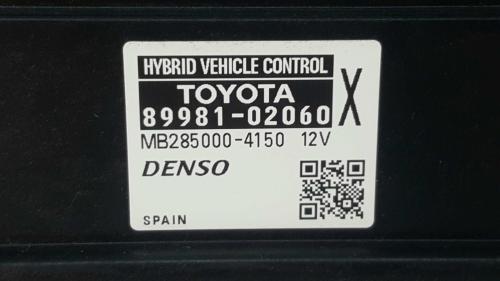 HYBRID VEHICLE CONTROL
TOYOTA
89981-02060 X
MB285000-4150 12V
DENSO
SPAIN